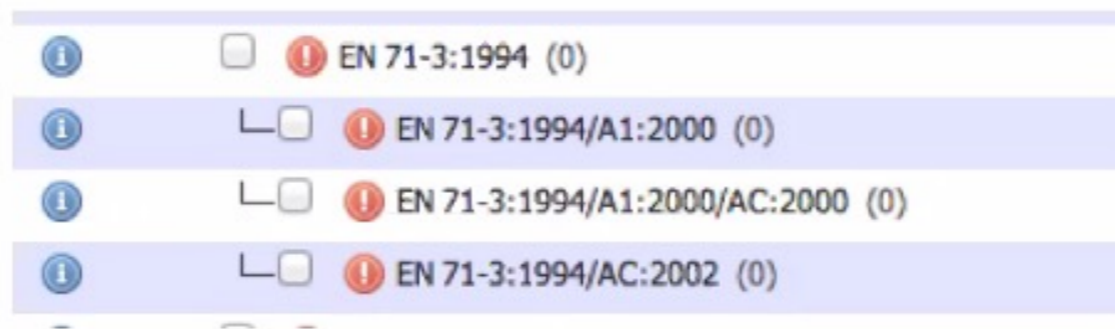 EN 71-3:1994 (0)
EN 71-3:1994/A1:2000 (0)
EN 71-3:1994/A1:2000/AC:2000 (0)
EN 71-3:1994/AC:2002 (0)